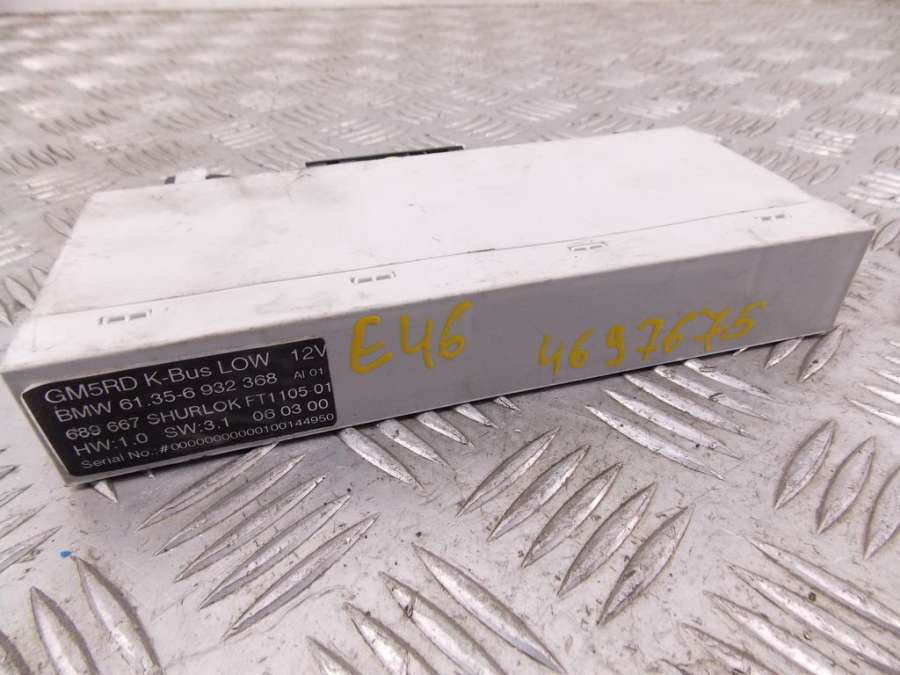 GM5RD K-Bus LOW 12V
BMW 61.35-6 932 368 AI 01
689 667 SHURLOK FT1105-01
HW:1.0 SW:3.1 06 03 00
Serial No.:#00000000000100144950
E46 4697675